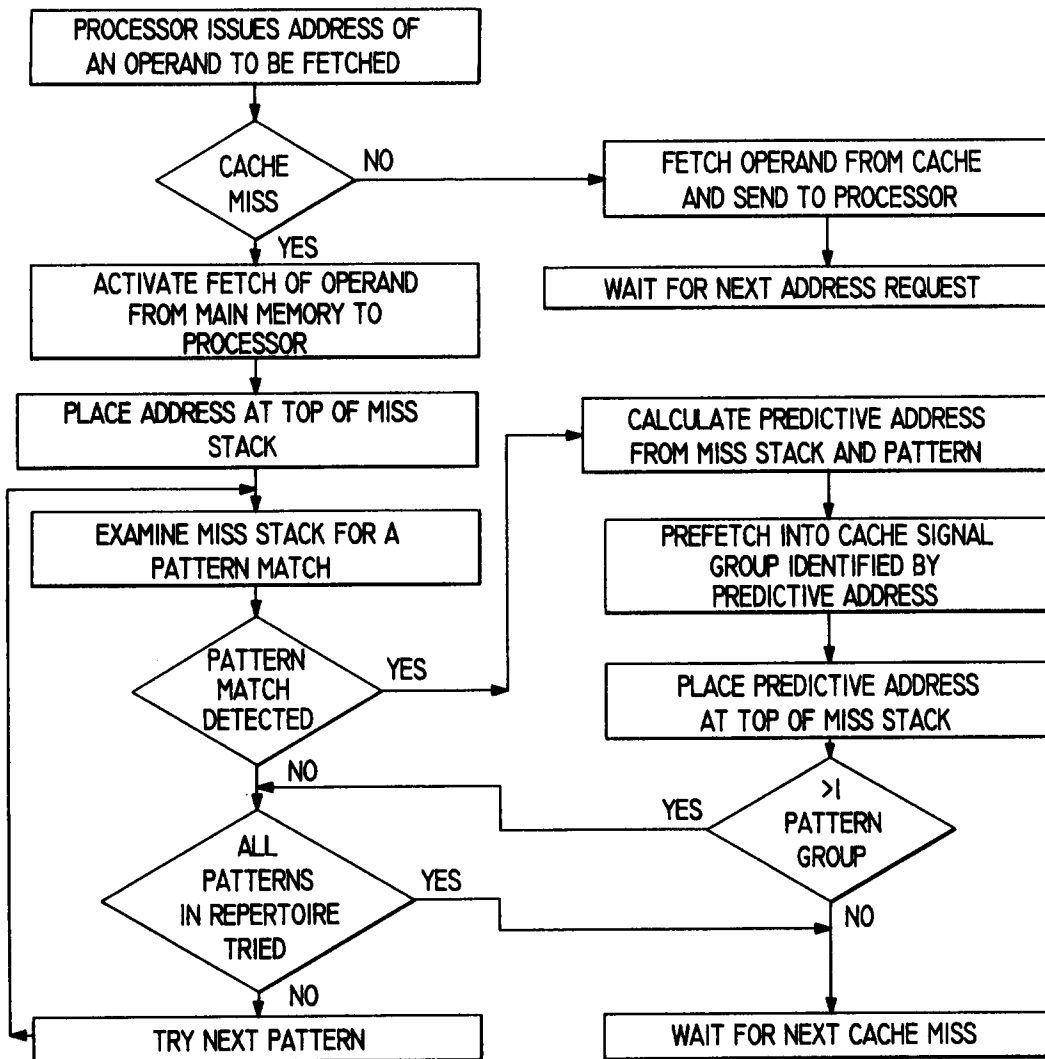 PROCESSOR ISSUES ADDRESS OF
AN OPERAND TO BE FETCHED
CACHE
MISS
NO
YES
FETCH OPERAND FROM CACHE
AND SEND TO PROCESSOR
WAIT FOR NEXT ADDRESS REQUEST
ACTIVATE FETCH OF OPERAND
FROM MAIN MEMORY TO
PROCESSOR
PLACE ADDRESS AT TOP OF MISS
STACK
EXAMINE MISS STACK FOR A
PATTERN MATCH
PATTERN
MATCH
DETECTED
YES
NO
CALCULATE PREDICTIVE ADDRESS
FROM MISS STACK AND PATTERN
PREFETCH INTO CACHE SIGNAL
GROUP IDENTIFIED BY
PREDICTIVE ADDRESS
PLACE PREDICTIVE ADDRESS
AT TOP OF MISS STACK
>1
PATTERN
GROUP
YES
NO
ALL
PATTERNS
IN REPERTOIRE
TRIED
YES
NO
TRY NEXT PATTERN
WAIT FOR NEXT CACHE MISS